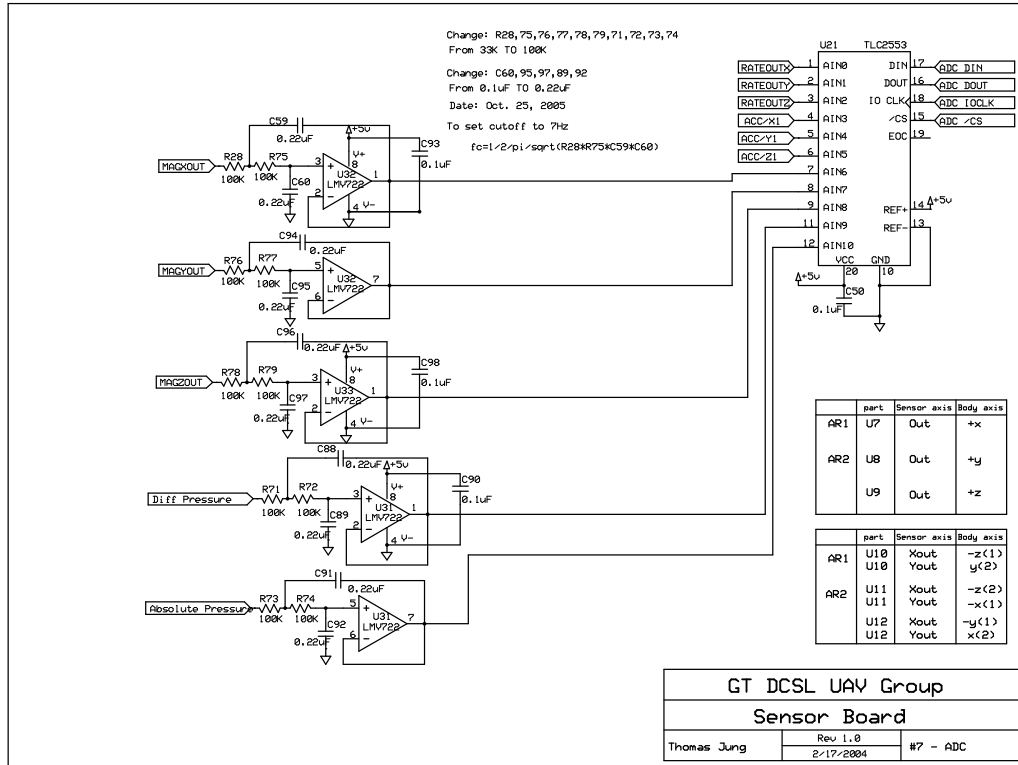 Change: R28,75,76,77,78,79,71,72,73,74
From 33K TO 100K
Change: C60,95,97,89,92
From 0.1uF TO 0.22uF
Date: Oct. 25, 2005
To set cutoff to 7Hz
fc=1/2/pi/sqrt(R28*R75*C59*C60)
U21 TLC2553
RATEOUTX 1 AIN0 DIN 17 ADC DIN
RATEOUTY 2 AIN1 DOUT 16 ADC DOUT
RATEOUTZ 3 AIN2 IO CLK 18 ADC IOCLK
ACC/X1 4 AIN3 /CS 15 ADC /CS
ACC/Y1 5 AIN4 EOC 19
ACC/Z1 6 AIN5
7 AIN6
8 AIN7
9 AIN8 REF+ 14 +5v
11 AIN9 REF- 13
12 AIN10
VCC GND
20 10
+5v
C50
0.1uF
C59
0.22uF
+5v
C93
0.1uF
MAGXOUT R28 R75
100K 100K
C60
0.22uF
3 + V+ 8
U32
LMV722
1
2 -
4 V-
C94
0.22uF
MAGYOUT R76 R77
100K 100K
C95
0.22uF
5 +
U32
LMV722
7
6 -
C96
0.22uF
+5v
C98
0.1uF
MAGZOUT R78 R79
100K 100K
C97
0.22uF
3 + V+ 8
U33
LMV722
1
2 -
4 V-
C88
0.22uF
+5v
C90
0.1uF
Diff Pressure R71 R72
100K 100K
C89
0.22uF
3 + V+ 8
U31
LMV722
1
2 -
4 V-
C91
0.22uF
Absolute Pressure R73 R74
100K 100K
C92
0.22uF
5 +
U31
LMV722
7
6 -
part Sensor axis Body axis
AR1 U7 Out +x
AR2 U8 Out +y
U9 Out +z
part Sensor axis Body axis
AR1 U10 Xout -z(1)
U10 Yout y(2)
AR2 U11 Xout -z(2)
U11 Yout -x(1)
U12 Xout -y(1)
U12 Yout x(2)
GT DCSL UAV Group
Sensor Board
Thomas Jung
Rev 1.0
2/17/2004
#7 - ADC